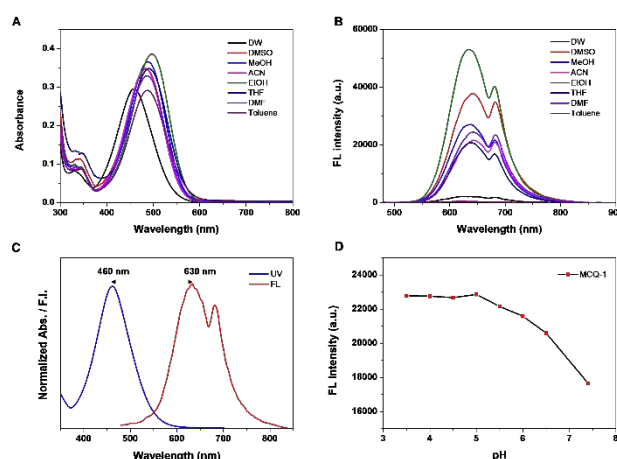 A
DW
DMSO
MeOH
ACN
EtOH
THF
DMF
Toluene
Absorbance
0.4
0.3
0.2
0.1
0.0
300 400 500 600 700 800
Wavelength (nm)
B
DW
DMSO
MeOH
ACN
EtOH
THF
DMF
Toluene
FL intensity (a.u.)
60000
40000
20000
0
500 600 700 800 900
Wavelength (nm)
C
460 nm
630 nm
UV
FL
Normalized Abs. / F.I.
400 500 600 700 800
Wavelength (nm)
D
MCQ-1
FL Intensity (a.u.)
24000
22000
20000
18000
16000
3 4 5 6 7 8
pH